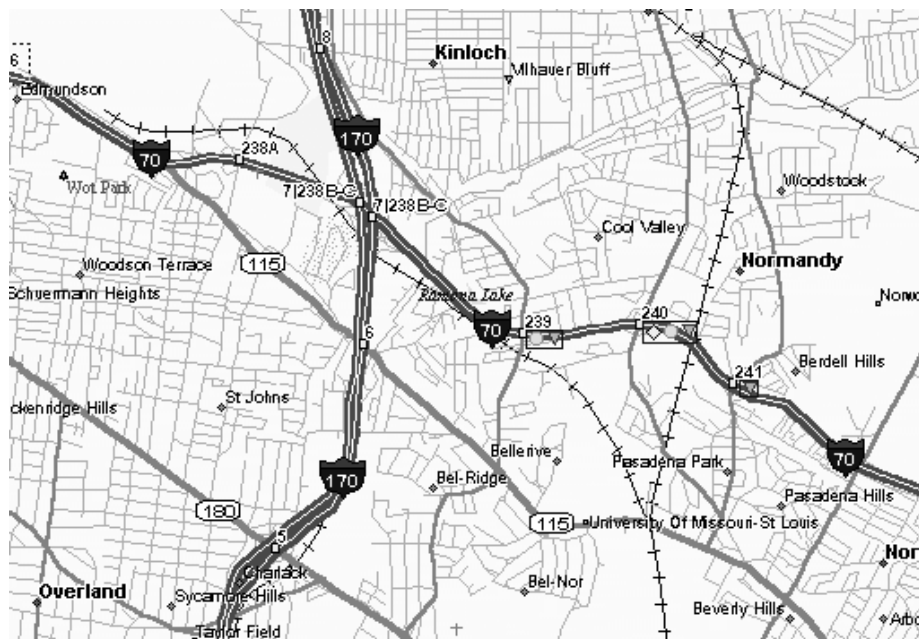 8
Kinloch
6
Mlhauer Bluff
Edmundson
170
238A
70
Wot Park
Woodstock
7|238B-C
7|238B-C
Cool Valley
Woodson Terrace
115
Normandy
Schuermann Heights
Ramona Lake
239
240
70
6
Berdell Hills
241
St Johns
ckenridge Hills
Bellerive
70
170
Bel-Ridge
Pasadena Park
Pasadena Hills
180
115
University Of Missouri-St Louis
5
Nor
Charlack
Overland
Bel-Nor
Sycamore Hills
Beverly Hills
Taylor Field